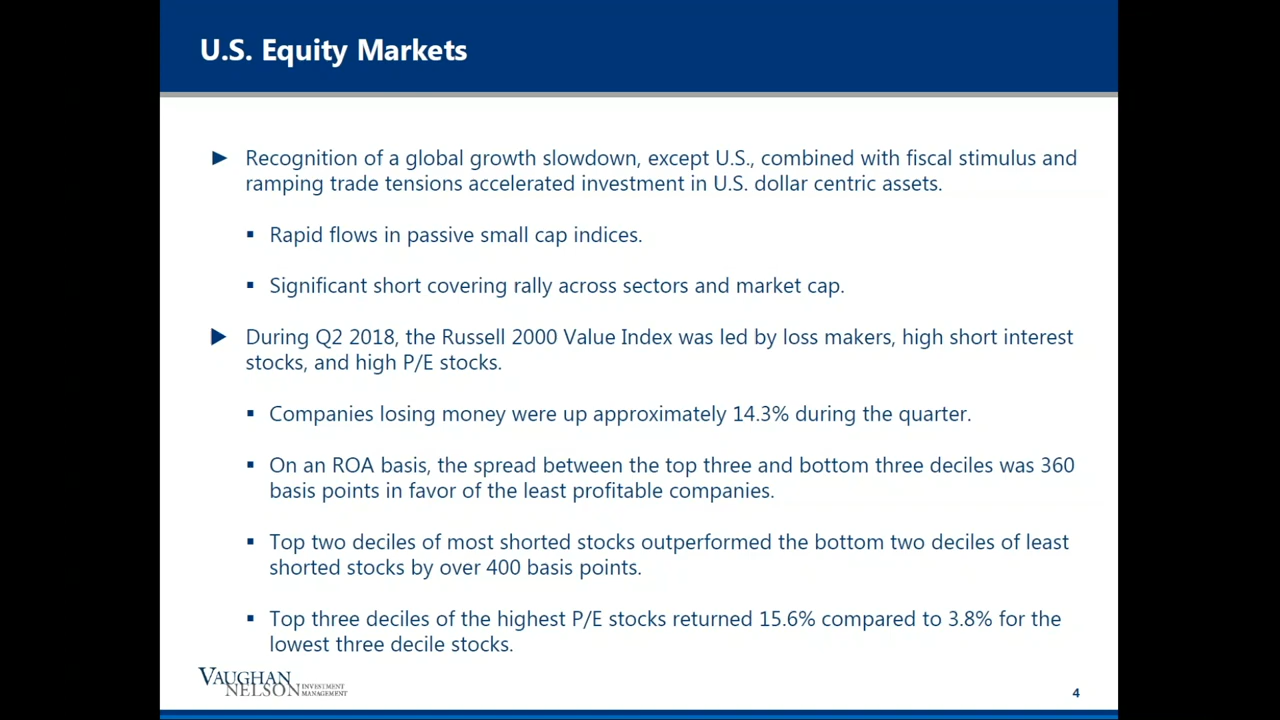 U.S. Equity Markets
► Recognition of a global growth slowdown, except U.S., combined with fiscal stimulus and
ramping trade tensions accelerated investment in U.S. dollar centric assets.
▪ Rapid flows in passive small cap indices.
▪ Significant short covering rally across sectors and market cap.
► During Q2 2018, the Russell 2000 Value Index was led by loss makers, high short interest
stocks, and high P/E stocks.
▪ Companies losing money were up approximately 14.3% during the quarter.
▪ On an ROA basis, the spread between the top three and bottom three deciles was 360
basis points in favor of the least profitable companies.
▪ Top two deciles of most shorted stocks outperformed the bottom two deciles of least
shorted stocks by over 400 basis points.
▪ Top three deciles of the highest P/E stocks returned 15.6% compared to 3.8% for the
lowest three decile stocks.
VAUGHAN
NELSON INVESTMENT
MANAGEMENT
4